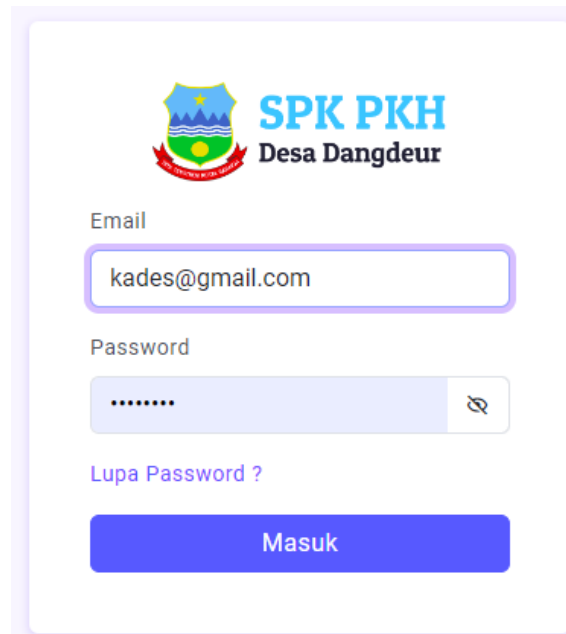 SPK PKH
Desa Dangdeur
Email
kades@gmail.com
Password
••••••••
Lupa Password ?
Masuk